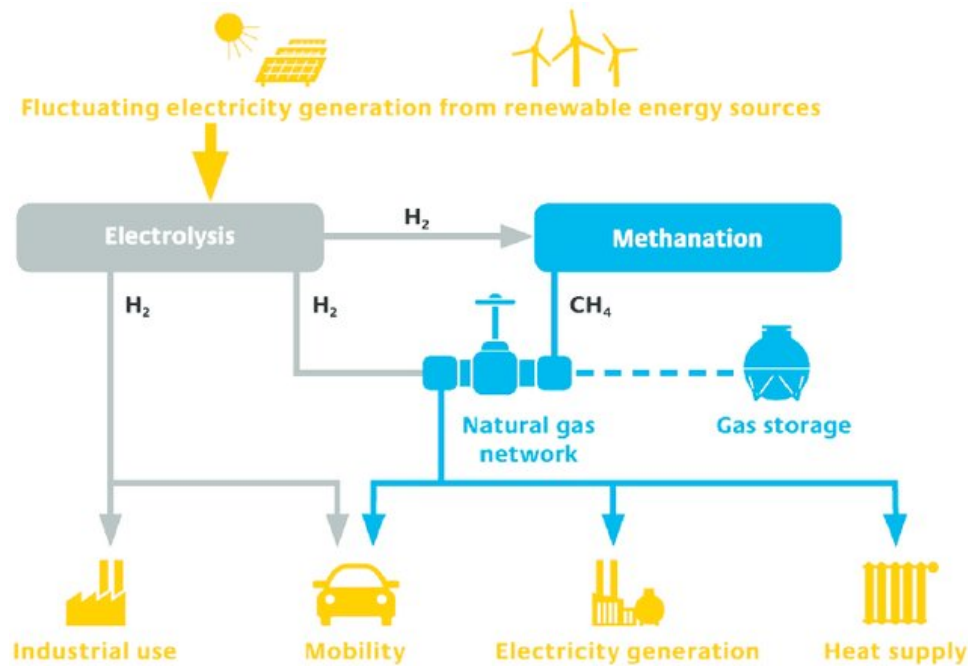 Fluctuating electricity generation from renewable energy sources
Electrolysis
H₂
Methanation
H₂
H₂
CH₄
Natural gas
network
Gas storage
Industrial use
Mobility
Electricity generation
Heat supply